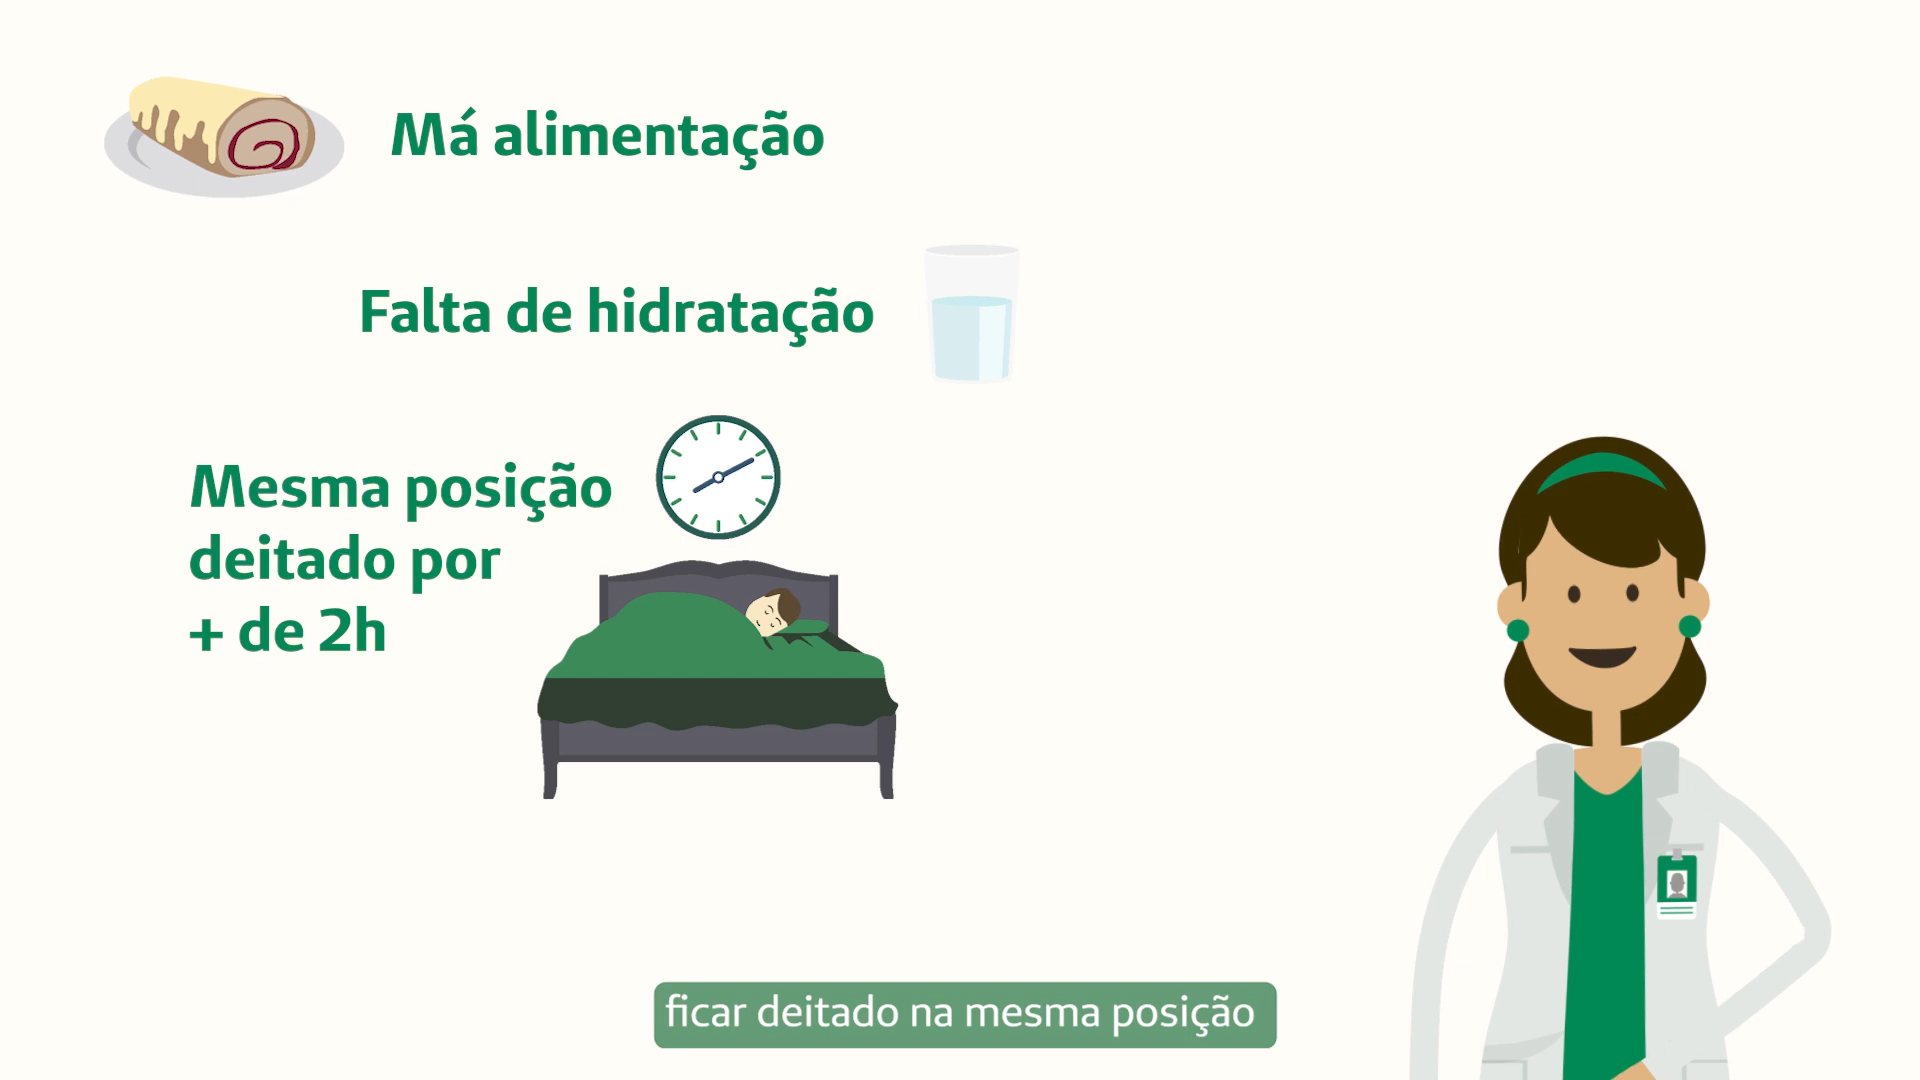 Má alimentação
Falta de hidratação
Mesma posição
deitado por
+ de 2h
ficar deitado na mesma posição